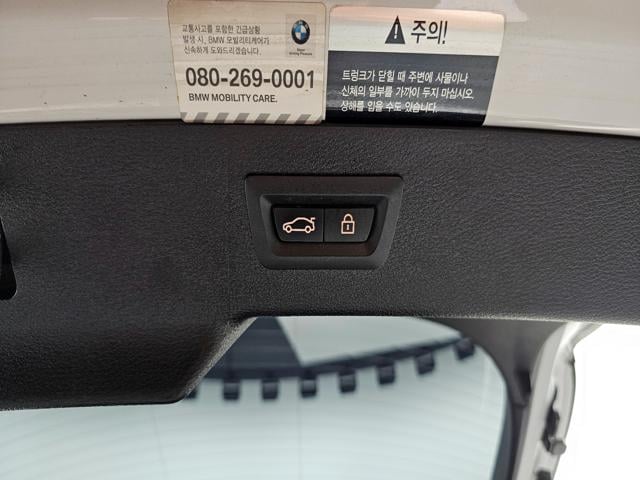 교통사고를 포함한 긴급상황
발생 시, BMW 모빌리티케어가
신속하게 도와드리겠습니다.
080-269-0001
BMW MOBILITY CARE.
주의!
트렁크가 닫힐 때 주변에 사물이나
신체의 일부를 가까이 두지 마십시오.
상해를 입을 수도 있습니다.